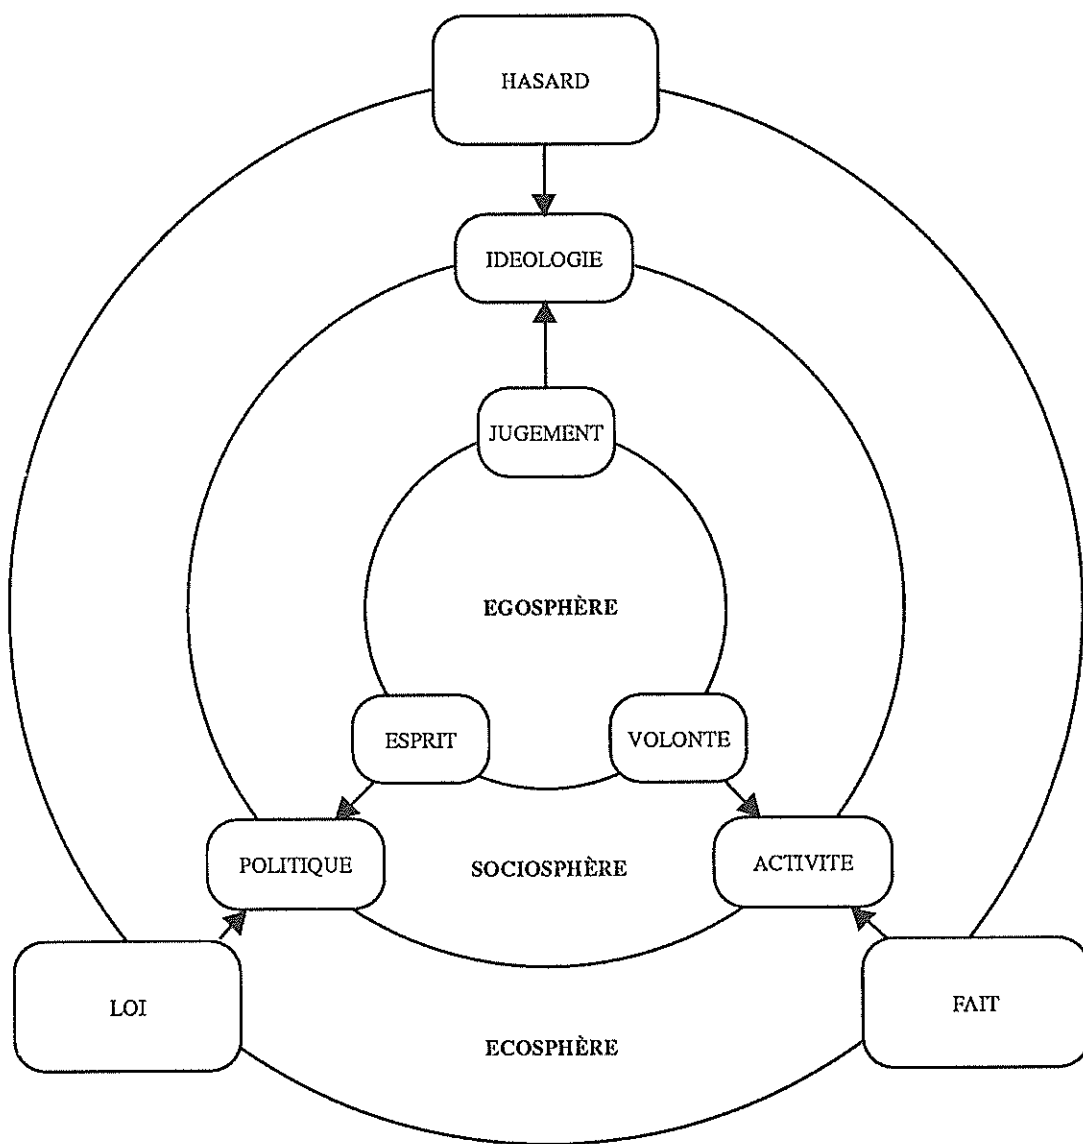 HASARD
IDEOLOGIE
JUGEMENT
EGOSPHÈRE
ESPRIT
VOLONTE
POLITIQUE
SOCIOSPHÈRE
ACTIVITE
LOI
FAIT
ECOSPHÈRE